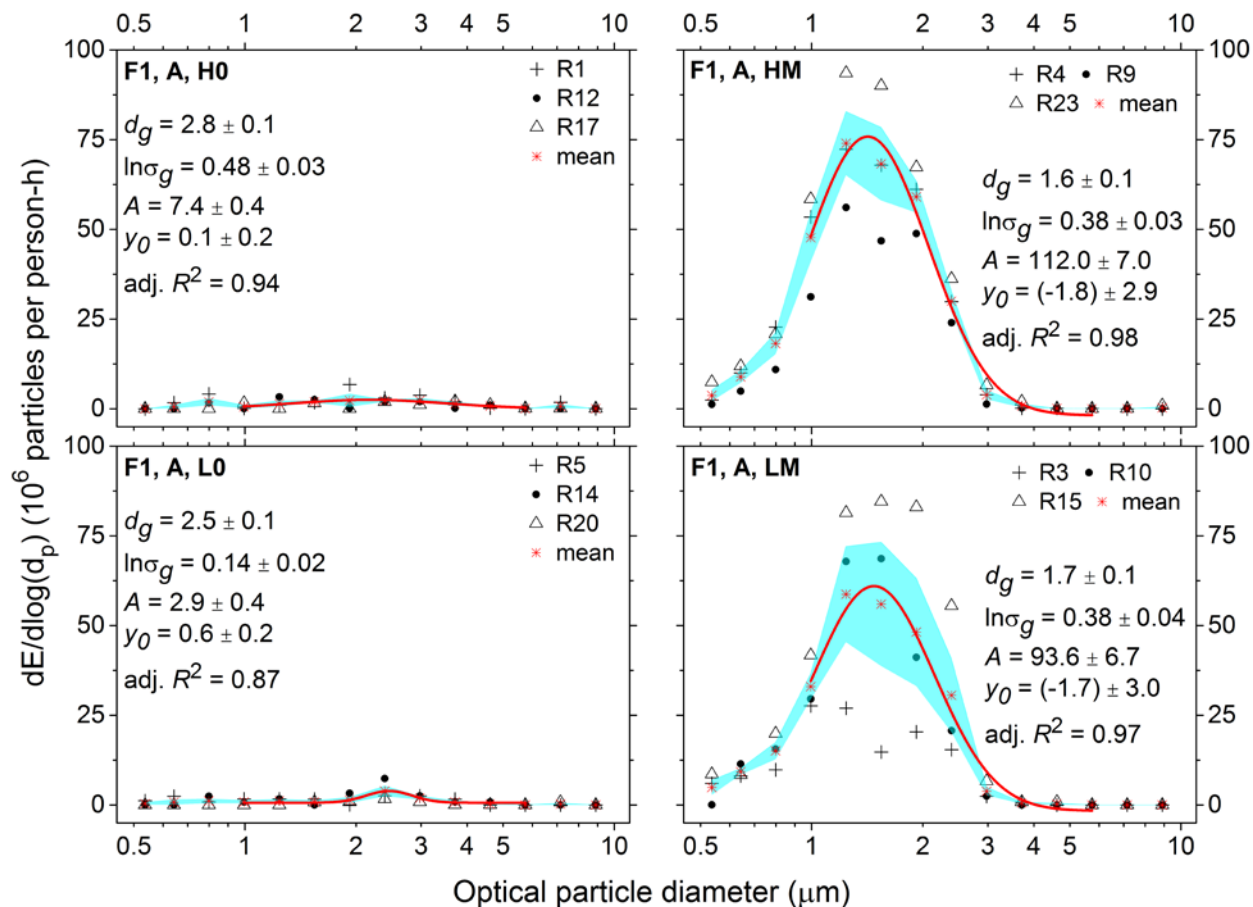 0.5 1 2 3 4 5 10
0.5 1 2 3 4 5 10
100
75
50
25
0
F1, A, H0
+ R1
• R12
△ R17
✳ mean
d_g = 2.8 ± 0.1
lnσ_g = 0.48 ± 0.03
A = 7.4 ± 0.4
y_0 = 0.1 ± 0.2
adj. R² = 0.94
F1, A, HM
+ R4 • R9
△ R23 ✳ mean
d_g = 1.6 ± 0.1
lnσ_g = 0.38 ± 0.03
A = 112.0 ± 7.0
y_0 = (-1.8) ± 2.9
adj. R² = 0.98
100
75
50
25
0
100
75
50
25
0
F1, A, L0
+ R5
• R14
△ R20
✳ mean
d_g = 2.5 ± 0.1
lnσ_g = 0.14 ± 0.02
A = 2.9 ± 0.4
y_0 = 0.6 ± 0.2
adj. R² = 0.87
F1, A, LM
+ R3 • R10
△ R15 ✳ mean
d_g = 1.7 ± 0.1
lnσ_g = 0.38 ± 0.04
A = 93.6 ± 6.7
y_0 = (-1.7) ± 3.0
adj. R² = 0.97
100
75
50
25
0
0.5 1 2 3 4 5 10
0.5 1 2 3 4 5 10
dE/dlog(d_p) (10⁶ particles per person-h)
Optical particle diameter (μm)